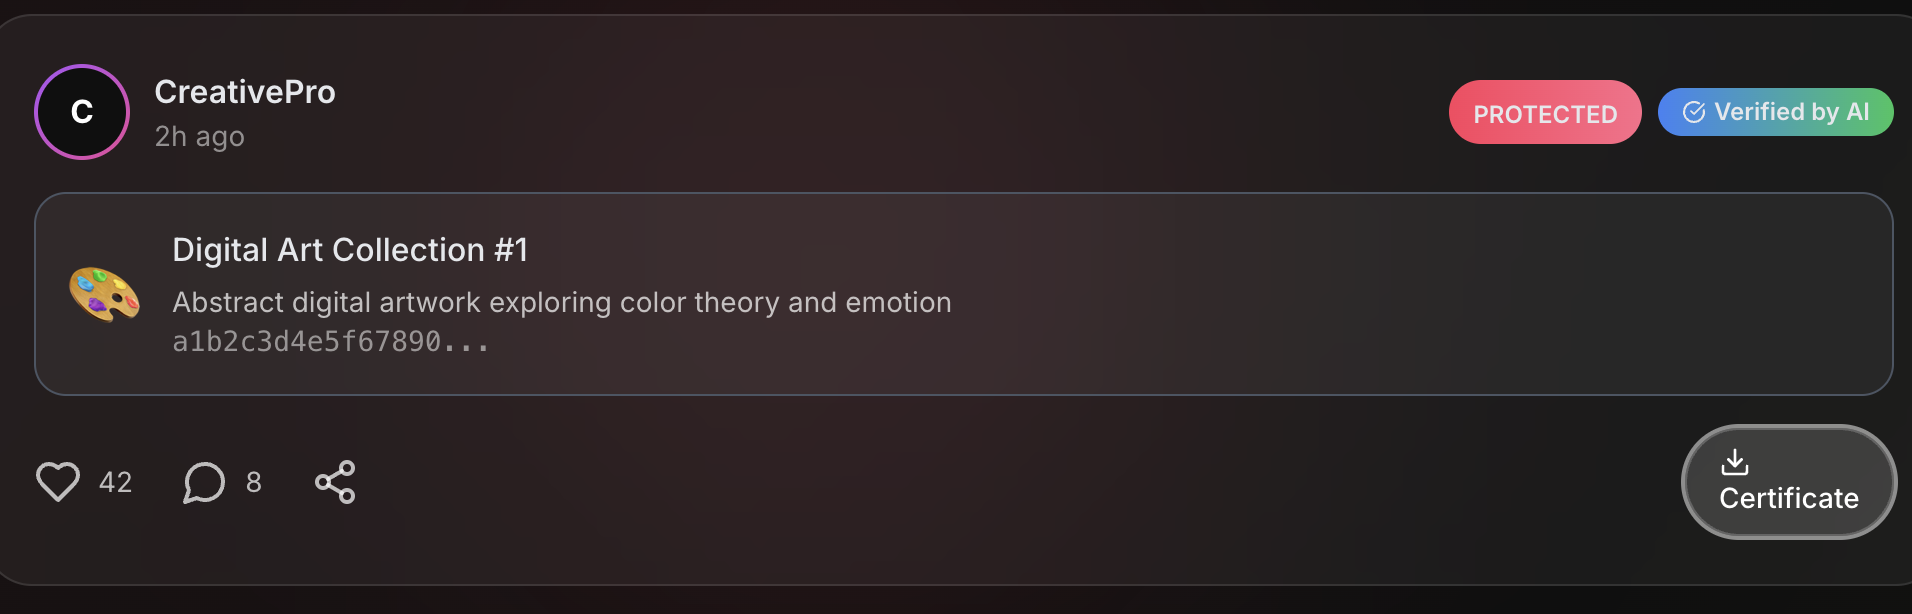 C
CreativePro
2h ago
PROTECTED
Verified by AI
Digital Art Collection #1
Abstract digital artwork exploring color theory and emotion
a1b2c3d4e5f67890...
42
8
Certificate